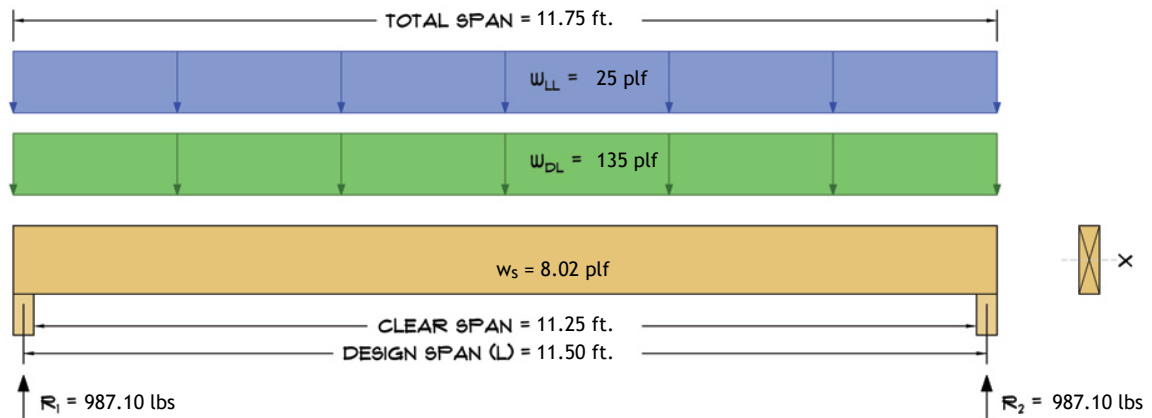 TOTAL SPAN = 11.75 ft.
WLL = 25 plf
WDL = 135 plf
ws = 8.02 plf
X
CLEAR SPAN = 11.25 ft.
DESIGN SPAN (L) = 11.50 ft.
R1 = 987.10 lbs
R2 = 987.10 lbs